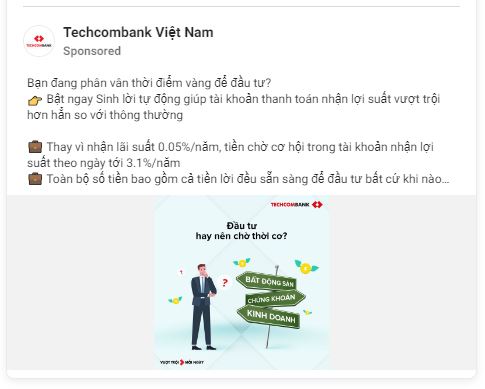 Techcombank Việt Nam
Sponsored
TECHCOMBANK
Bạn đang phân vân thời điểm vàng để đầu tư?
👉 Bật ngay Sinh lời tự động giúp tài khoản thanh toán nhận lợi suất vượt trội
hơn hẳn so với thông thường
💼 Thay vì nhận lãi suất 0.05%/năm, tiền chờ cơ hội trong tài khoản nhận lợi
suất theo ngày tới 3.1%/năm
💼 Toàn bộ số tiền bao gồm cả tiền lời đều sẵn sàng để đầu tư bất cứ khi nào...
TECHCOMBANK
Đầu tư
hay nên chờ thời cơ?
?
?
BẤT ĐỘNG SẢN
CHỨNG KHOÁN
KINH DOANH
VƯỢT TRỘI MỖI NGÀY